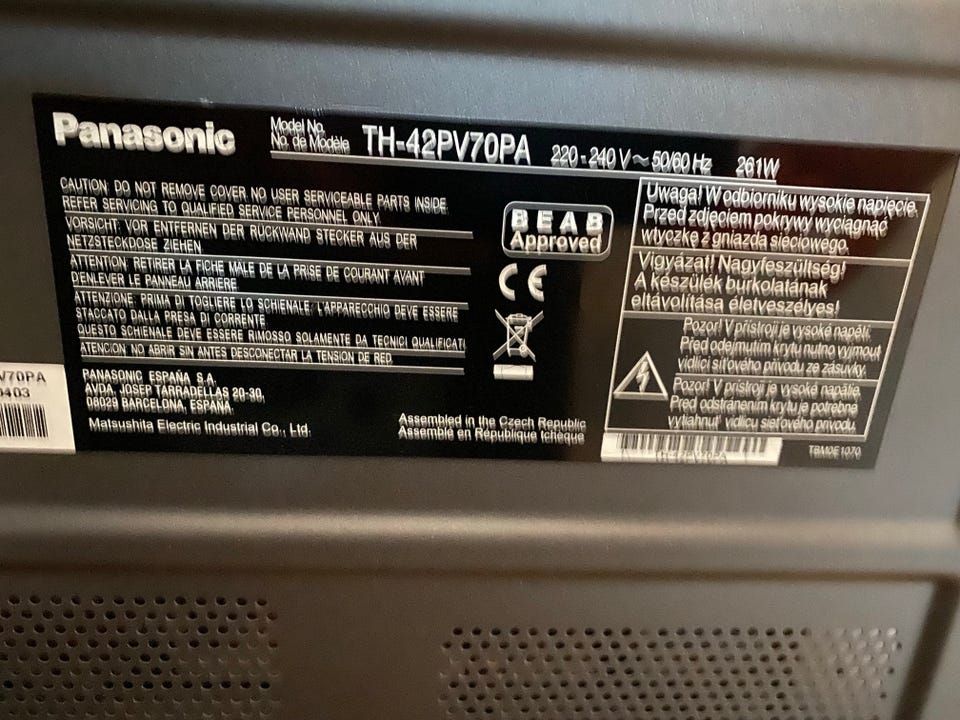 Panasonic
Model No.
No. de Modèle
TH-42PV70PA 220-240 V~50/60 Hz 261W
CAUTION: DO NOT REMOVE COVER NO USER SERVICEABLE PARTS INSIDE.
REFER SERVICING TO QUALIFIED SERVICE PERSONNEL ONLY.
VORSICHT: VOR ENTFERNEN DER RÜCKWAND STECKER AUS DER
NETZSTECKDOSE ZIEHEN.
ATTENTION: RETIRER LA FICHE MALE DE LA PRISE DE COURANT AVANT
D'ENLEVER LE PANNEAU ARRIERE.
ATTENZIONE: PRIMA DI TOGLIERE LO SCHIENALE L'APPARECCHIO DEVE ESSERE
STACCATO DALLA PRESA DI CORRENTE
QUESTO SCHIENALE DEVE ESSERE RIMOSSO SOLAMENTE DA TECNICI QUALIFICATI
ATENCION NO ABRIR SIN ANTES DESCONECTAR LA TENSION DE RED.
PANASONIC ESPAÑA S.A.
AVDA. JOSEP TARRADELLAS 20-30,
08029 BARCELONA, ESPAÑA.
Matsushita Electric Industrial Co., Ltd.
Assembled in the Czech Republic
Assemblé en République tchèque
BEAB
Approved
CE
Uwaga! W odbiorniku wysokie napięcie.
Przed zdjęciem pokrywy wyciągnąć
wtyczkę z gniazda sieciowego.
Vigyázat! Nagyfeszültség!
A készülék burkolatának
eltávolítása életveszélyes!
Pozor! V přístroji je vysoké napětí.
Před odejmutím krytu nutno vyjmout
vidlici síťového přívodu ze zásuvky.
Pozor! V prístroji je vysoké napätie
Pred odstránením krytu je potrebné
vytiahnuť vidlicu sieťového prívodu.
TBM0E1070
V70PA
0403